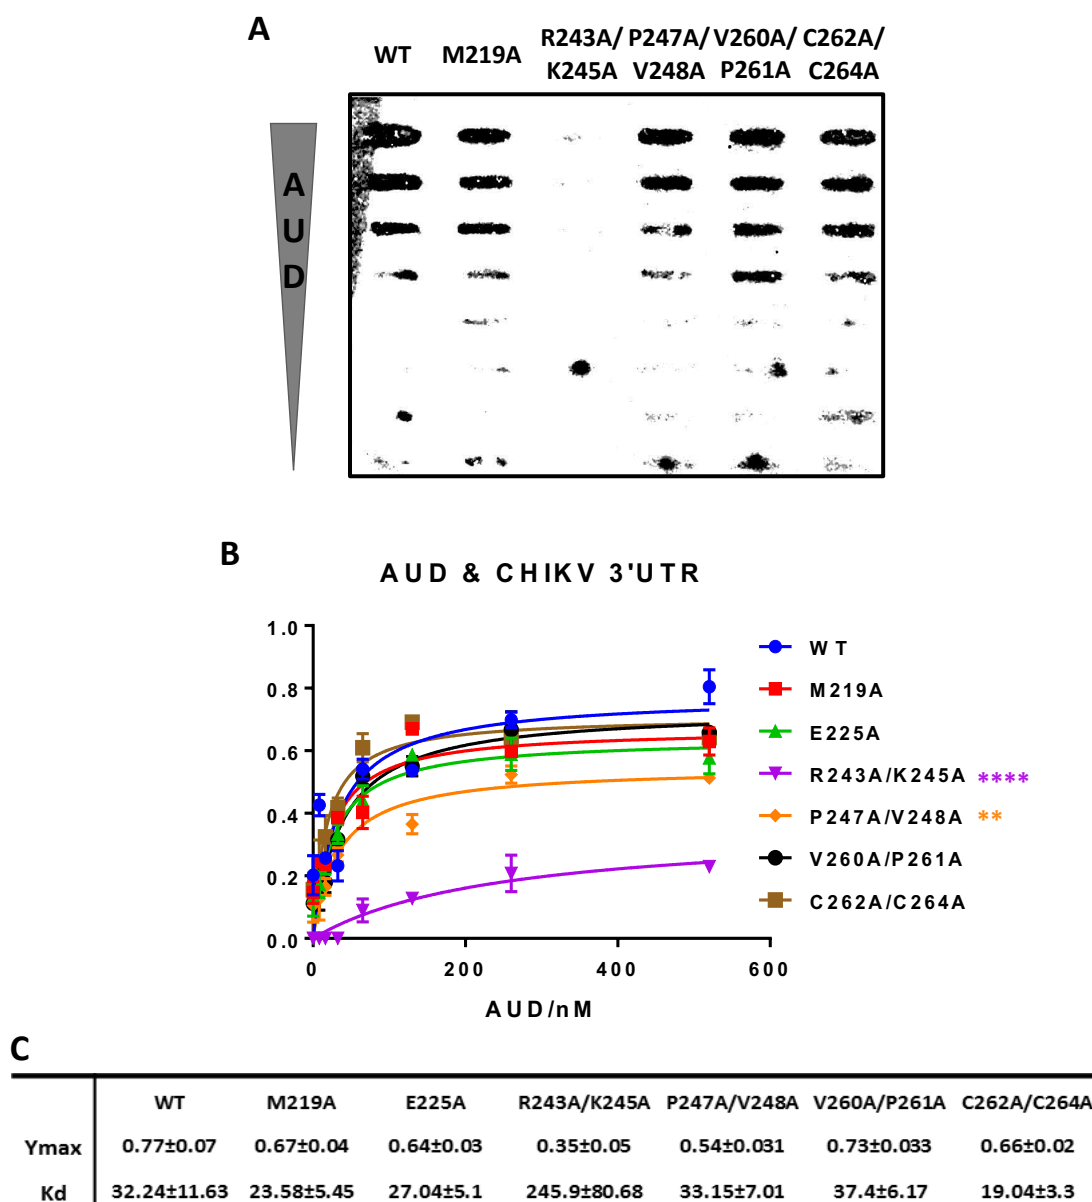 A
WT M219A R243A/ P247A/ V260A/ C262A/
K245A V248A P261A C264A
A
U
D
B
AUD & CHIKV 3'UTR
1.0
0.8
0.6
0.4
0.2
0.0
0 200 400 600
AUD/nM
WT
M219A
E225A
R243A/K245A ****
P247A/V248A **
V260A/P261A
C262A/C264A
C
WT M219A E225A R243A/K245A P247A/V248A V260A/P261A C262A/C264A
Ymax 0.77±0.07 0.67±0.04 0.64±0.03 0.35±0.05 0.54±0.031 0.73±0.033 0.66±0.02
Kd 32.24±11.63 23.58±5.45 27.04±5.1 245.9±80.68 33.15±7.01 37.4±6.17 19.04±3.3